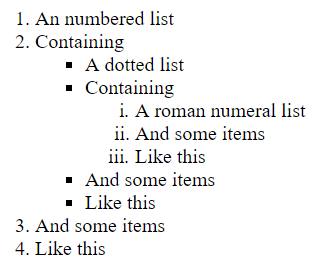 1. An numbered list
2. Containing
▪ A dotted list
▪ Containing
i. A roman numeral list
ii. And some items
iii. Like this
▪ And some items
▪ Like this
3. And some items
4. Like this